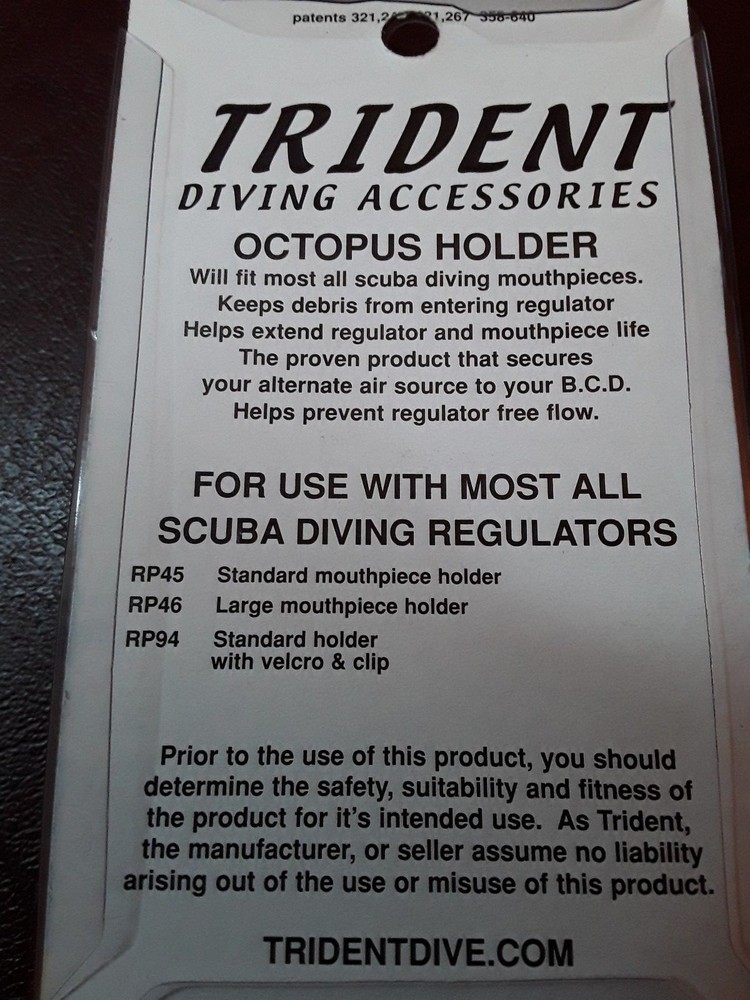 patents 358-640
TRIDENT
DIVING ACCESSORIES
OCTOPUS HOLDER
Will fit most all scuba diving mouthpieces.
Keeps debris from entering regulator
Helps extend regulator and mouthpiece life
The proven product that secures
your alternate air source to your B.C.D.
Helps prevent regulator free flow.
FOR USE WITH MOST ALL
SCUBA DIVING REGULATORS
RP45 Standard mouthpiece holder
RP46 Large mouthpiece holder
RP94 Standard holder
with velcro & clip
Prior to the use of this product, you should
determine the safety, suitability and fitness of
the product for it's intended use. As Trident,
the manufacturer, or seller assume no liability
arising out of the use or misuse of this product.
TRIDENTDIVE.COM